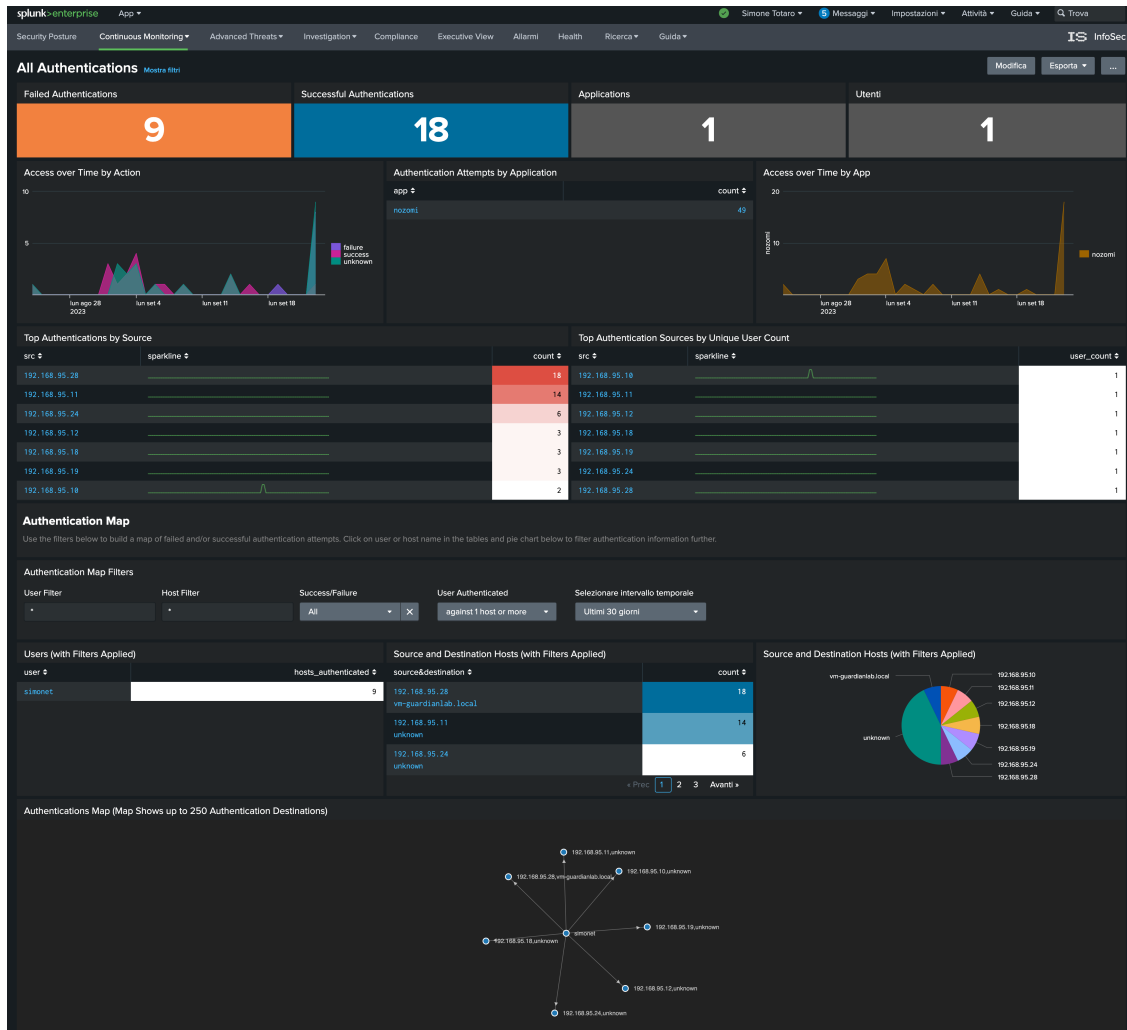 splunk>enterprise App Simone Totaro 5 Messaggi Impostazioni Attività Guida Trova
Security Posture Continuous Monitoring Advanced Threats Investigation Compliance Executive View Allarmi Health Ricerca Guida IS InfoSec
All Authentications Mostra filtri Modifica Esporta ...
Failed Authentications Successful Authentications Applications Utenti
9 18 1 1
Access over Time by Action
10
5
lun ago 28
2023
lun set 4
lun set 11
lun set 18
failure
success
unknown
Authentication Attempts by Application
app count
nozomi 49
Access over Time by App
20
10
nozomi
lun ago 28
2023
lun set 4
lun set 11
lun set 18
nozomi
Top Authentications by Source
src sparkline count
192.168.95.28 18
192.168.95.11 14
192.168.95.24 6
192.168.95.12 3
192.168.95.18 3
192.168.95.19 3
192.168.95.10 2
Top Authentication Sources by Unique User Count
src sparkline user_count
192.168.95.10 1
192.168.95.11 1
192.168.95.12 1
192.168.95.18 1
192.168.95.19 1
192.168.95.24 1
192.168.95.28 1
Authentication Map
Use the filters below to build a map of failed and/or successful authentication attempts. Click on user or host name in the tables and pie chart below to filter authentication information further.
Authentication Map Filters
User Filter Host Filter Success/Failure User Authenticated Selezionare intervallo temporale
* * All against 1 host or more Ultimi 30 giorni
Users (with Filters Applied)
user hosts_authenticated
simonet 9
Source and Destination Hosts (with Filters Applied)
source&destination count
192.168.95.28 18
vm-guardianlab.local
192.168.95.11 14
unknown
192.168.95.24 6
unknown
« Prec 1 2 3 Avanti »
Source and Destination Hosts (with Filters Applied)
vm-guardianlab.local
unknown
192.168.95.10
192.168.95.11
192.168.95.12
192.168.95.18
192.168.95.19
192.168.95.24
192.168.95.28
Authentications Map (Map Shows up to 250 Authentication Destinations)
192.168.95.11,unknown
192.168.95.10,unknown
192.168.95.28,vm-guardianlab.local
192.168.95.19,unknown
simonet
192.168.95.18,unknown
192.168.95.12,unknown
192.168.95.24,unknown